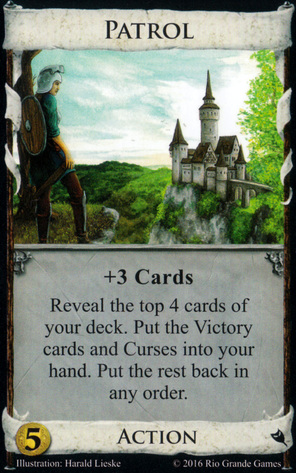 PATROL
+3 Cards
Reveal the top 4 cards of
your deck. Put the Victory
cards and Curses into your
hand. Put the rest back in
any order.
5
ACTION
Illustration: Harald Lieske
© 2016 Rio Grande Games